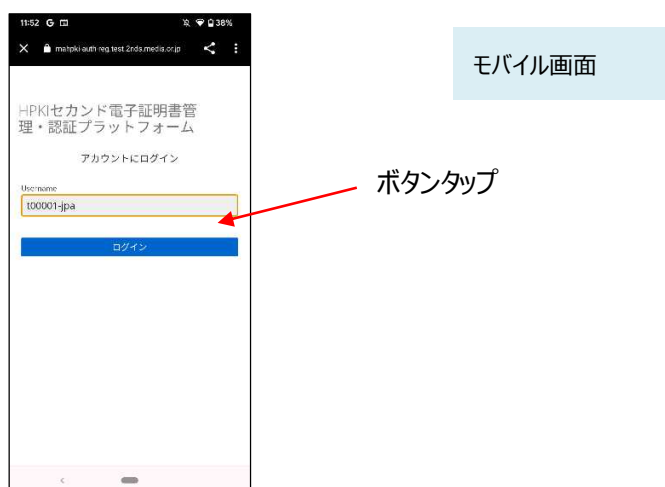 11:52 G
38%
mahpki-auth-reg.test.2nds.medis.or.jp
モバイル画面
HPKIセカンド電子証明書管
理・認証プラットフォーム
アカウントにログイン
ボタンタップ
Username
t00001-jpa
ログイン